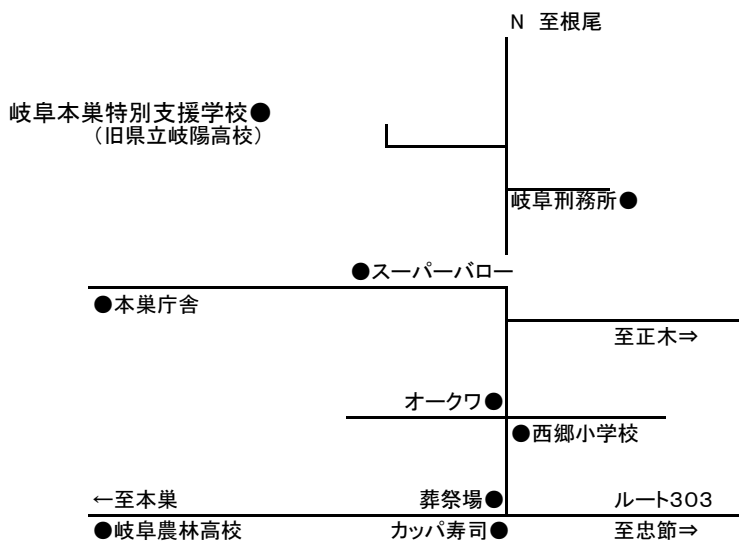 N 至根尾
岐阜本巣特別支援学校●
（旧県立岐陽高校）
岐阜刑務所●
●スーパーバロー
●本巣庁舎
至正木⇒
オークワ●
●西郷小学校
←至本巣 葬祭場● ルート303
●岐阜農林高校 カッパ寿司● 至忠節⇒